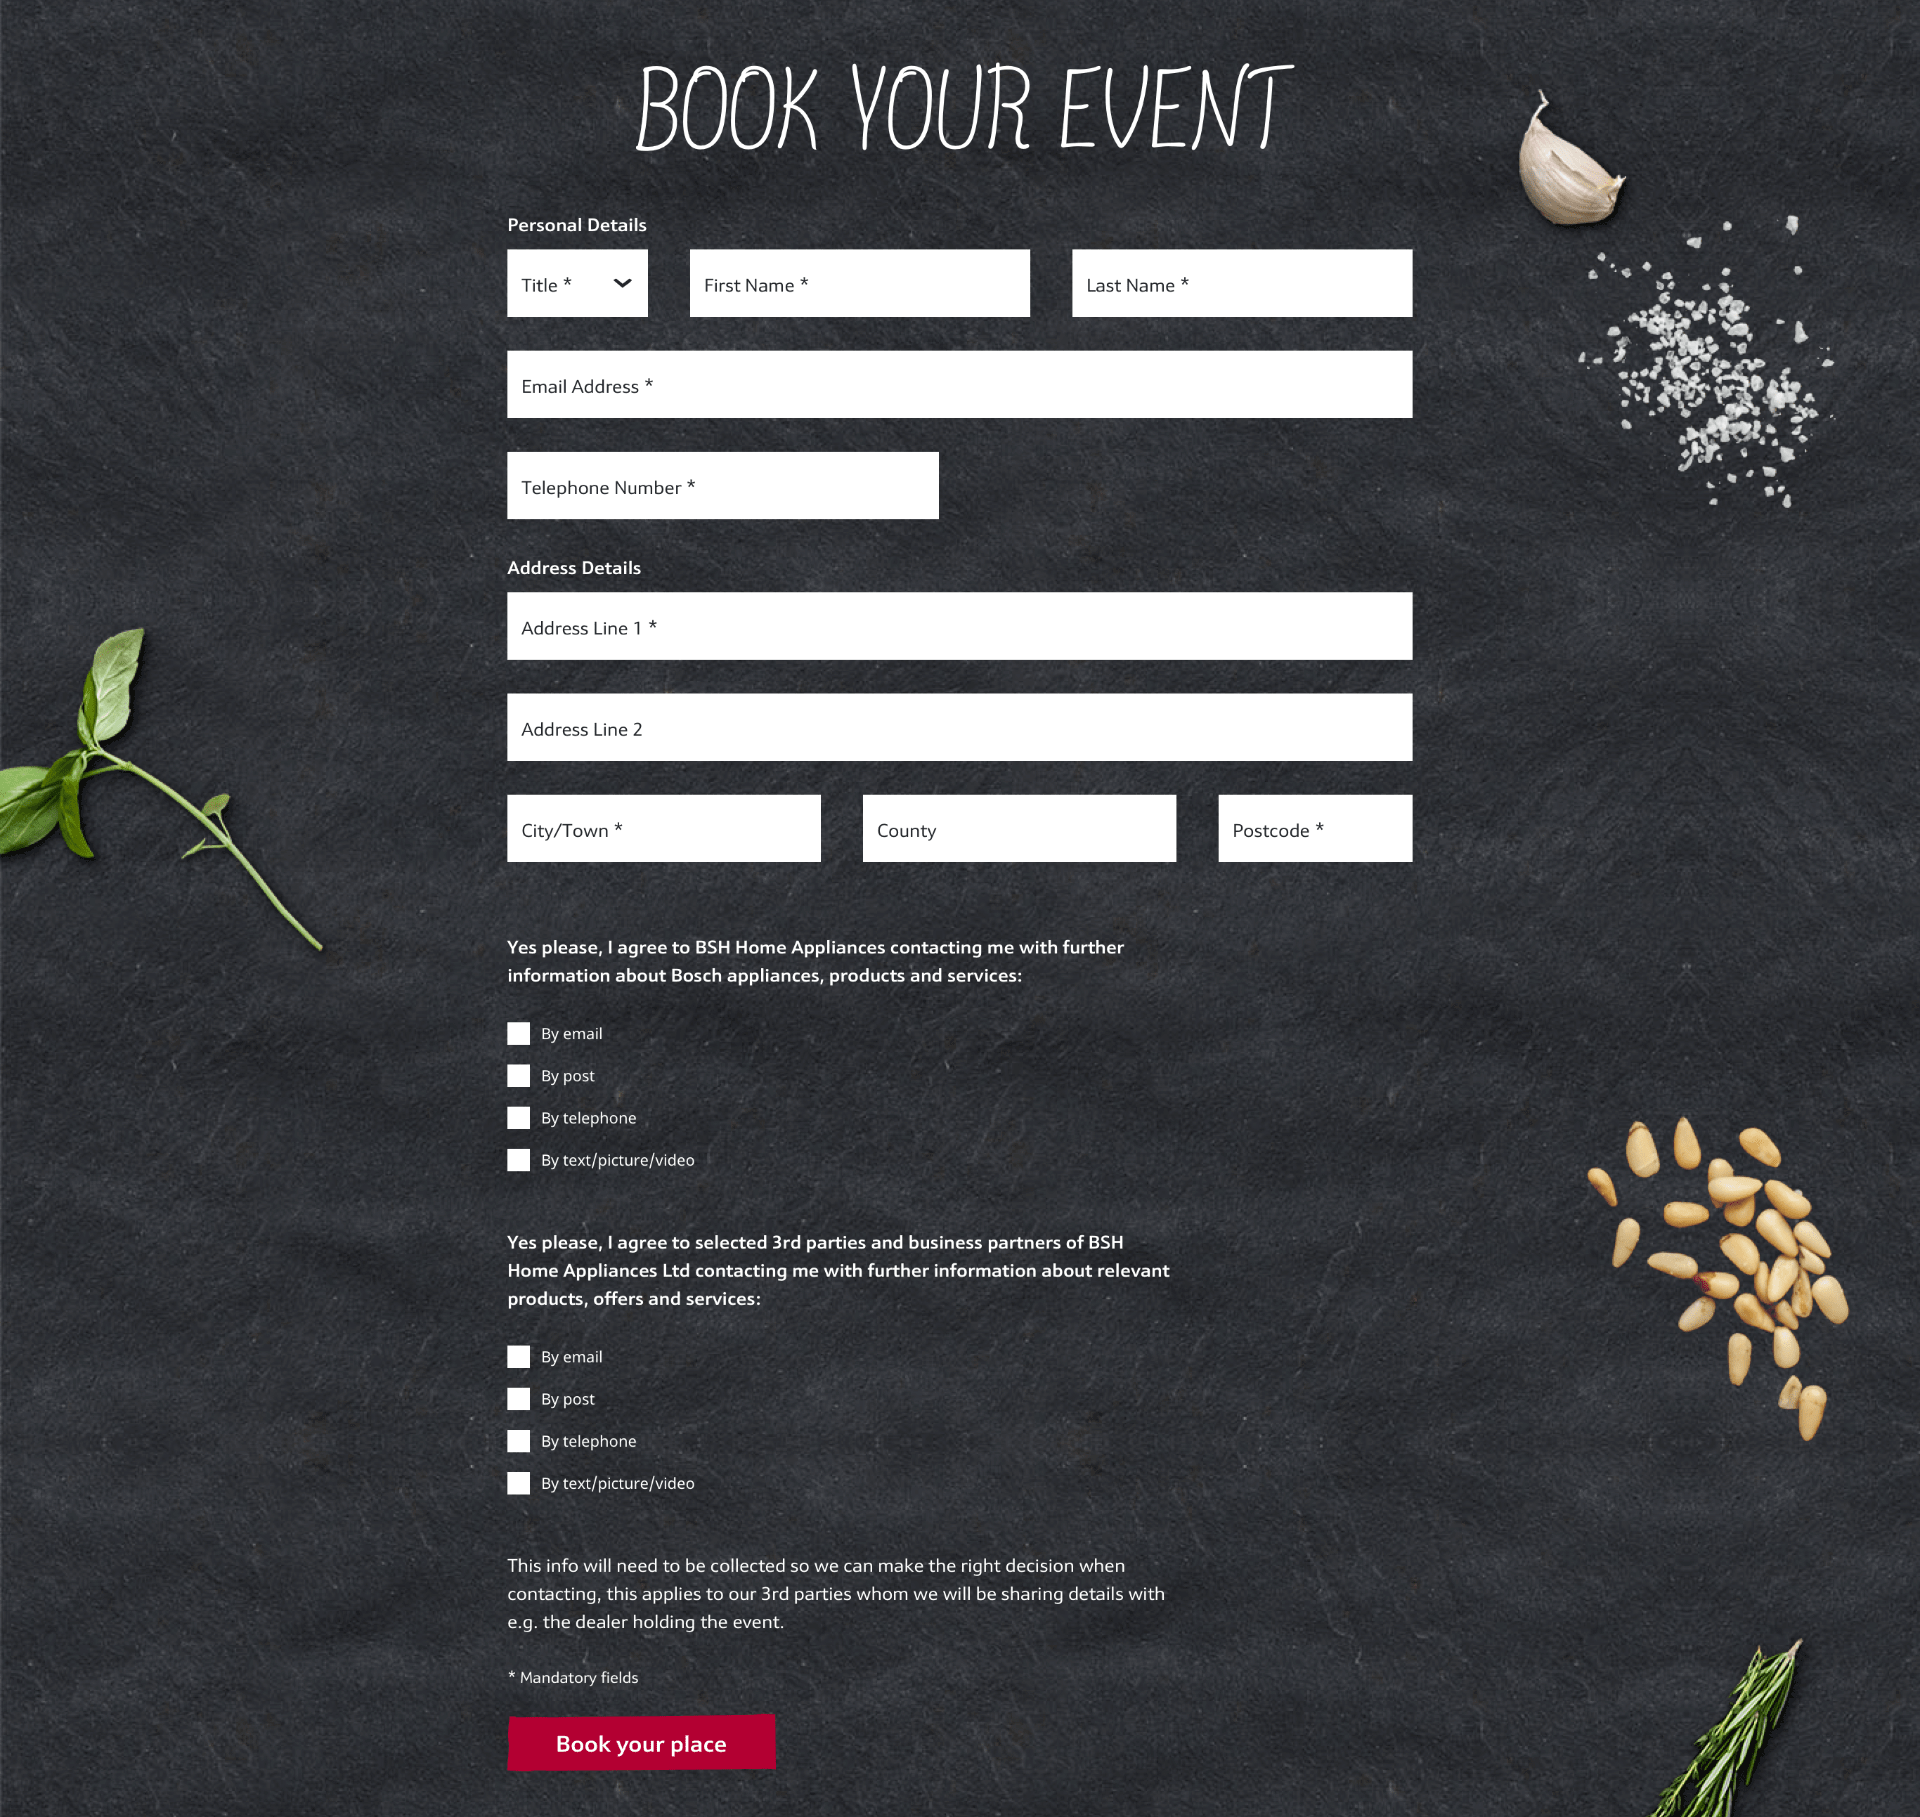 BOOK YOUR EVENT
Personal Details
Title *
First Name *
Last Name *
Email Address *
Telephone Number *
Address Details
Address Line 1 *
Address Line 2
City/Town *
County
Postcode *
Yes please, I agree to BSH Home Appliances contacting me with further
information about Bosch appliances, products and services:
By email
By post
By telephone
By text/picture/video
Yes please, I agree to selected 3rd parties and business partners of BSH
Home Appliances Ltd contacting me with further information about relevant
products, offers and services:
By email
By post
By telephone
By text/picture/video
This info will need to be collected so we can make the right decision when
contacting, this applies to our 3rd parties whom we will be sharing details with
e.g. the dealer holding the event.
* Mandatory fields
Book your place